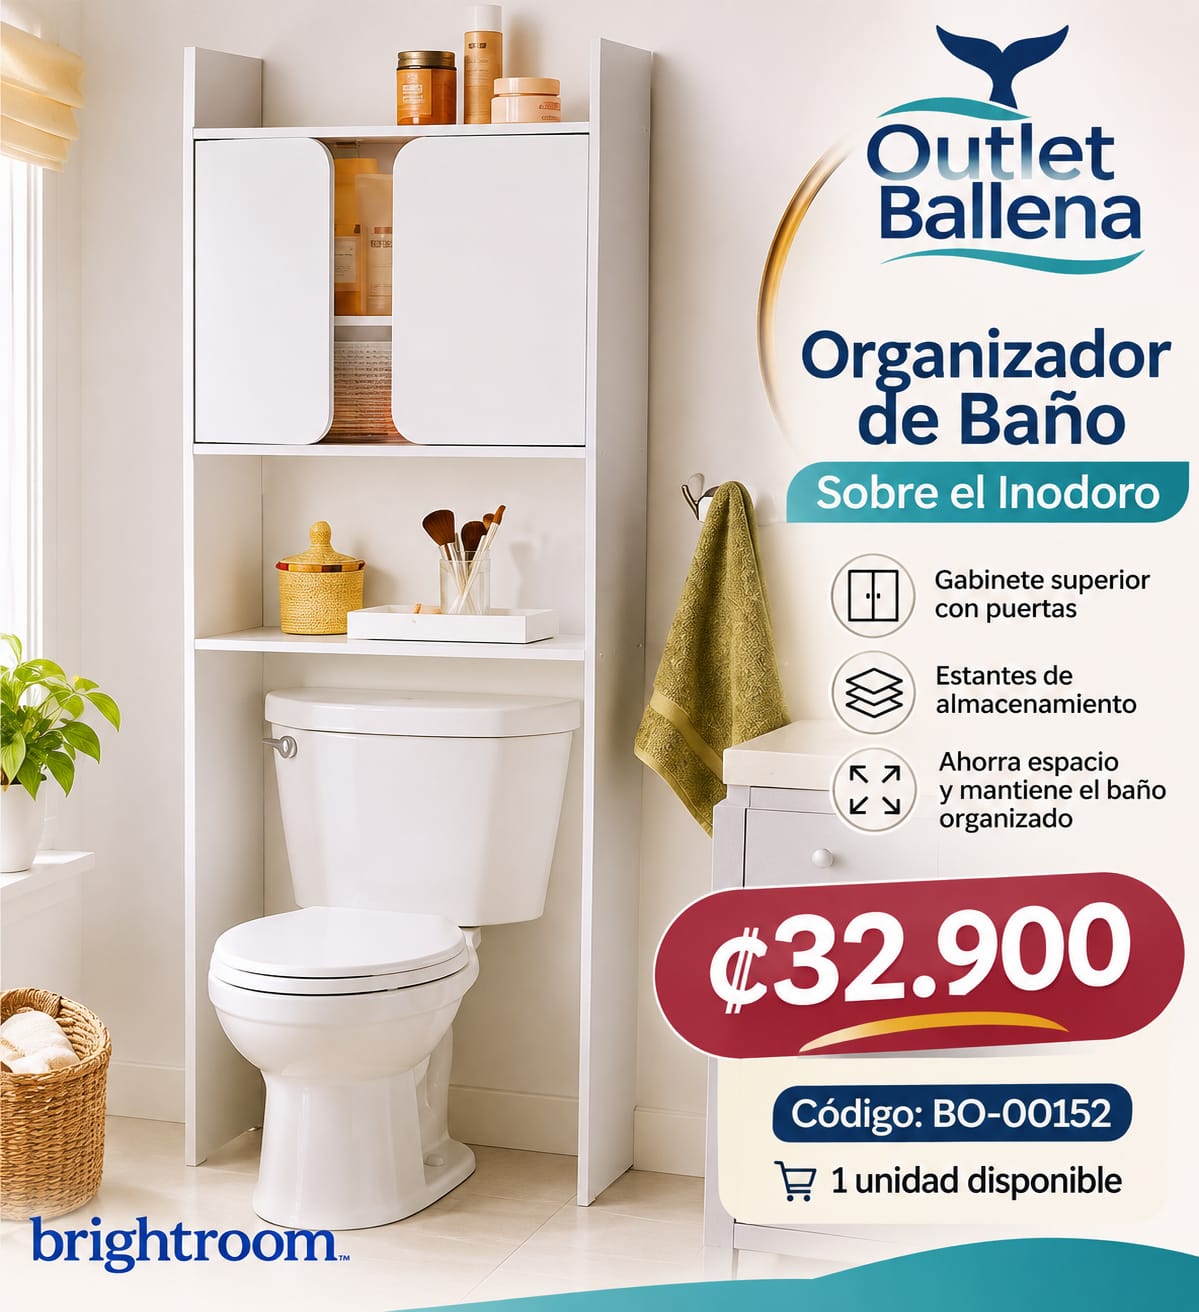 Outlet
Ballena
Organizador
de Baño
Sobre el Inodoro
Gabinete superior
con puertas
Estantes de
almacenamiento
Ahorra espacio
y mantiene el baño
organizado
₡32.900
Código: BO-00152
1 unidad disponible
brightroom™